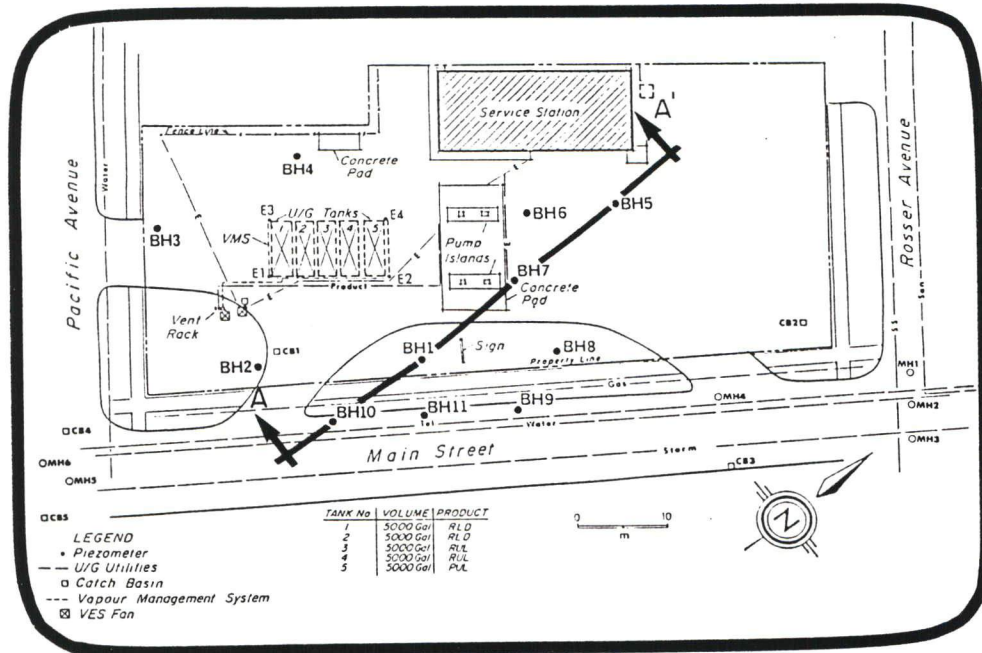 Service Station
A'
Fence Line
Concrete
Pad
BH4
Pacific Avenue
Water
Rosser Avenue
San
SS
BH3
E3 U/G Tanks E4
VMS
1 2 3 4 5
E1 E2
Product
Pump
Islands
BH6
BH5
BH7
Concrete
Pad
Vent
Rack
CB1
CB2
BH2
BH1
Sign
BH8
Property Line
Gas
MH1
A
BH10
BH11
BH9
MH4
MH2
Tel
Water
CB4
MH6
MH5
Main Street
Storm
MH3
CB3
CB5
N
0 10
m
TANK No VOLUME PRODUCT
1 5000 Gal RLD
2 5000 Gal RLD
3 5000 Gal RUL
4 5000 Gal RUL
5 5000 Gal PUL
LEGEND
Piezometer
U/G Utilities
Catch Basin
Vapour Management System
VES Fan